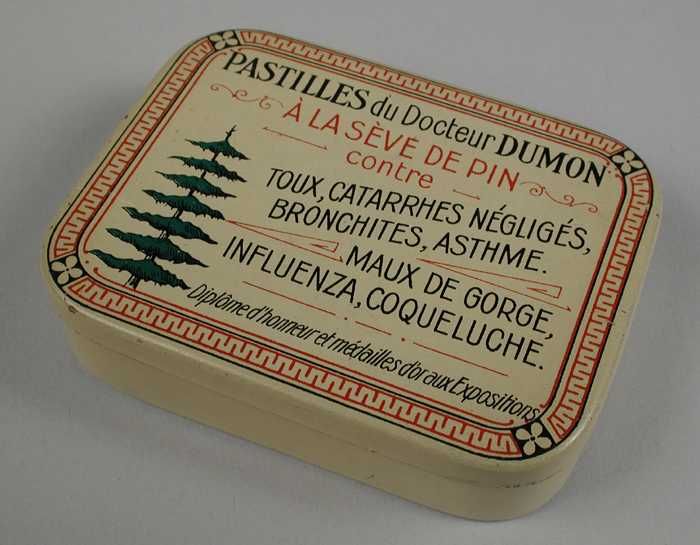 PASTILLES du Docteur DUMON
À LA SÈVE DE PIN
contre
TOUX, CATARRHES NÉGLIGÉS,
BRONCHITES, ASTHME.
MAUX DE GORGE,
INFLUENZA, COQUELUCHE.
Diplôme d'honneur et médailles d'or aux Expositions